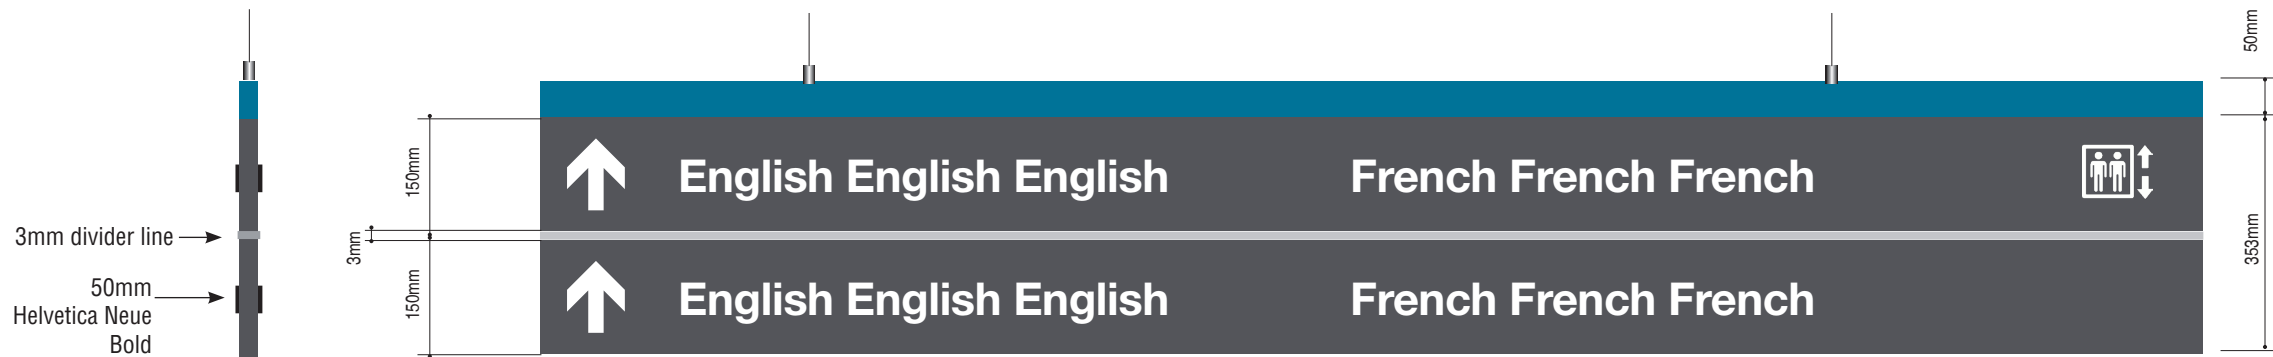 50mm
150mm
English English English French French French
3mm divider line
3mm
353mm
50mm
Helvetica Neue
Bold
150mm
English English English French French French